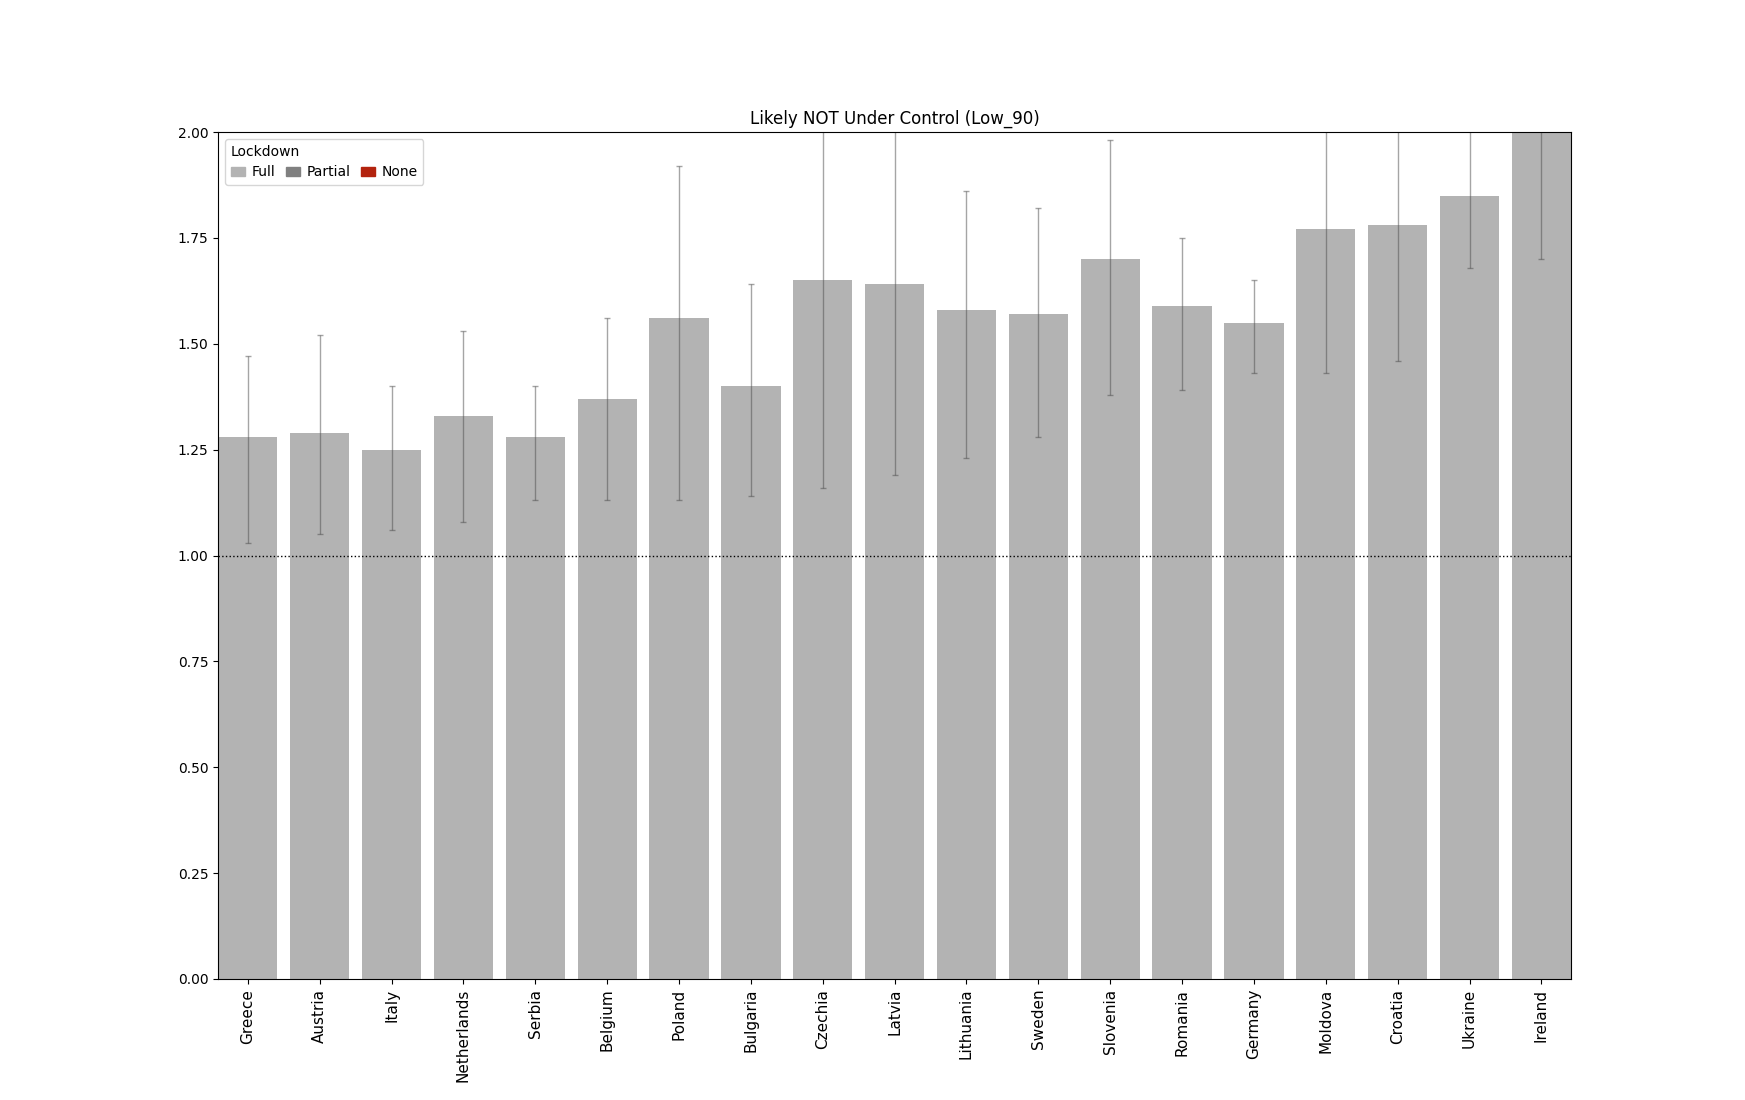 Likely NOT Under Control (Low_90)
2.00
Lockdown
Full Partial None
1.75
1.50
1.25
1.00
0.75
0.50
0.25
0.00
Greece
Austria
Italy
Netherlands
Serbia
Belgium
Poland
Bulgaria
Czechia
Latvia
Lithuania
Sweden
Slovenia
Romania
Germany
Moldova
Croatia
Ukraine
Ireland